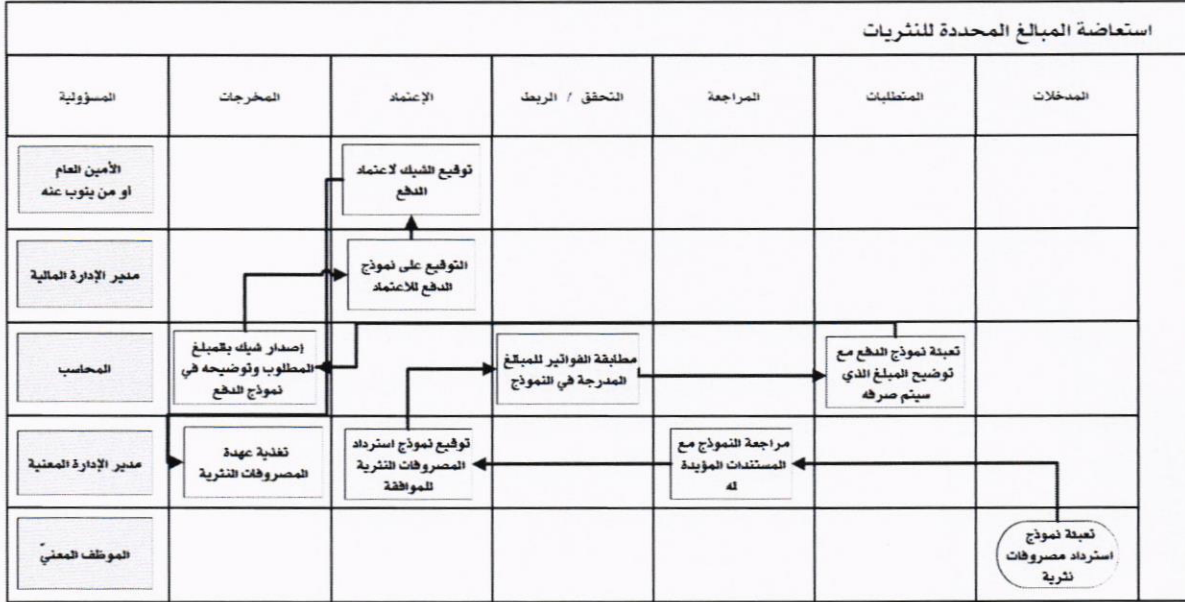 استعاضة المبالغ المحددة للنثريات
المدخلات
المتطلبات
المراجعة
التحقق / الربط
الإعتماد
المخرجات
المسؤولية
توقيع الشيك لاعتماد
الدفع
الأمين العام
او من ينوب عنه
التوقيع على نموذج
الدفع للاعتماد
مدير الإدارة المالية
تعبئة نموذج الدفع مع
توضيح المبلغ الذي
سيتم صرفه
مطابقة الفواتير للمبالغ
المدرجة في النموذج
إصدار شيك بالمبلغ
المطلوب وتوضيحه في
نموذج الدفع
المحاسب
مراجعة النموذج مع
المستندات المؤيدة
له
توقيع نموذج استرداد
المصروفات النثرية
للموافقة
تغذية عهدة
المصروفات النثرية
مدير الإدارة المعنية
تعبئة نموذج
استرداد مصروفات
نثرية
الموظف المعنيّ